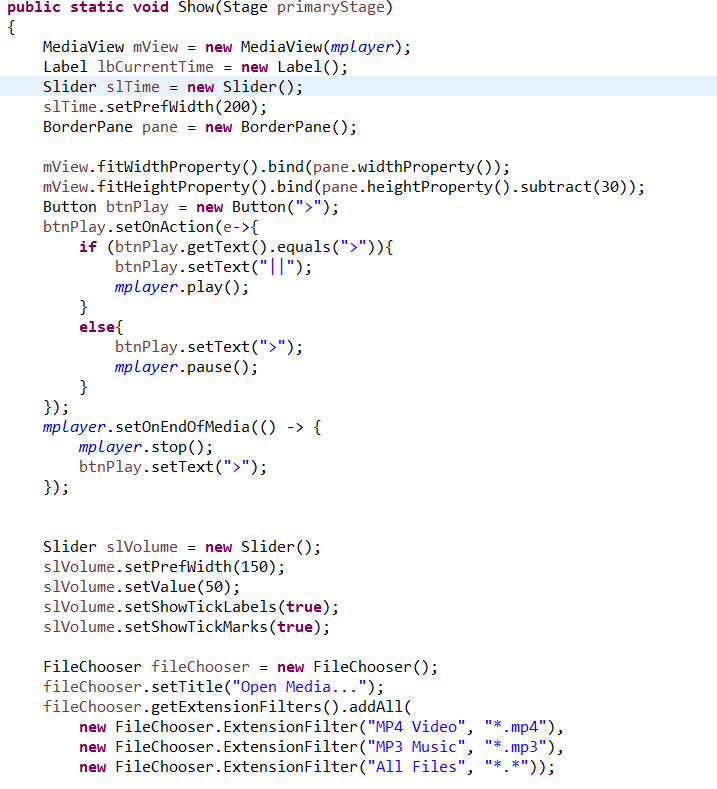 public static void Show(Stage primaryStage)
{
    MediaView mView = new MediaView(mplayer);
    Label lbCurrentTime = new Label();
    Slider slTime = new Slider();
    slTime.setPrefWidth(200);
    BorderPane pane = new BorderPane();

    mView.fitWidthProperty().bind(pane.widthProperty());
    mView.fitHeightProperty().bind(pane.heightProperty().subtract(30));
    Button btnPlay = new Button(">");
    btnPlay.setOnAction(e->{
        if (btnPlay.getText().equals(">")){
            btnPlay.setText("||");
            mplayer.play();
        }
        else{
            btnPlay.setText(">");
            mplayer.pause();
        }
    });
    mplayer.setOnEndOfMedia(() -> {
        mplayer.stop();
        btnPlay.setText(">");
    });


    Slider slVolume = new Slider();
    slVolume.setPrefWidth(150);
    slVolume.setValue(50);
    slVolume.setShowTickLabels(true);
    slVolume.setShowTickMarks(true);

    FileChooser fileChooser = new FileChooser();
    fileChooser.setTitle("Open Media...");
    fileChooser.getExtensionFilters().addAll(
        new FileChooser.ExtensionFilter("MP4 Video", "*.mp4"),
        new FileChooser.ExtensionFilter("MP3 Music", "*.mp3"),
        new FileChooser.ExtensionFilter("All Files", "*.*"));